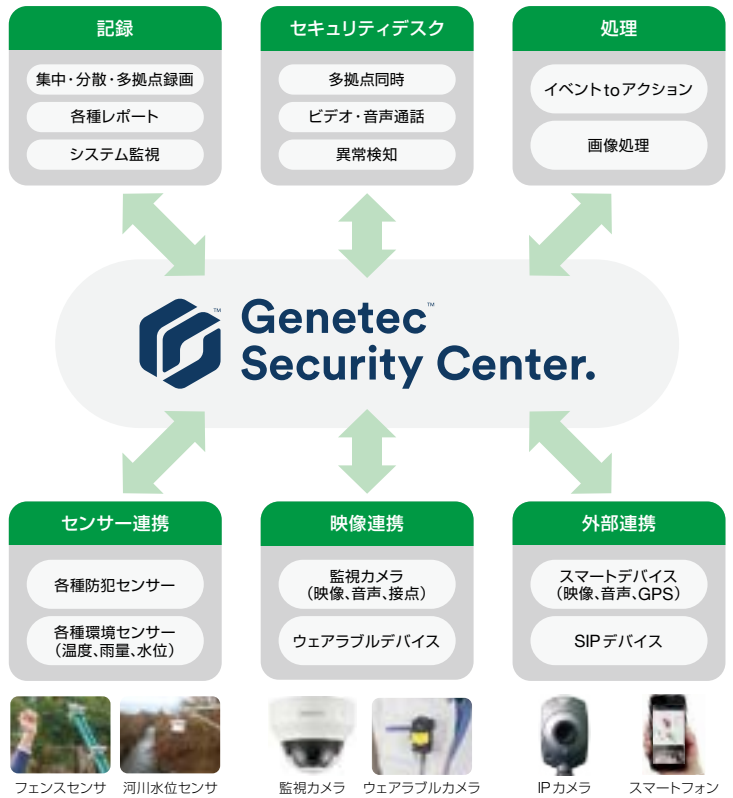 記録
集中・分散・多拠点録画
各種レポート
システム監視
セキュリティデスク
多拠点同時
ビデオ・音声通話
異常検知
処理
イベントtoアクション
画像処理
Genetec™
Security Center.
™
センサー連携
各種防犯センサー
各種環境センサー
（温度、雨量、水位）
映像連携
監視カメラ
（映像、音声、接点）
ウェアラブルデバイス
外部連携
スマートデバイス
（映像、音声、GPS）
SIPデバイス
フェンスセンサ
河川水位センサ
監視カメラ
ウェアラブルカメラ
IPカメラ
スマートフォン